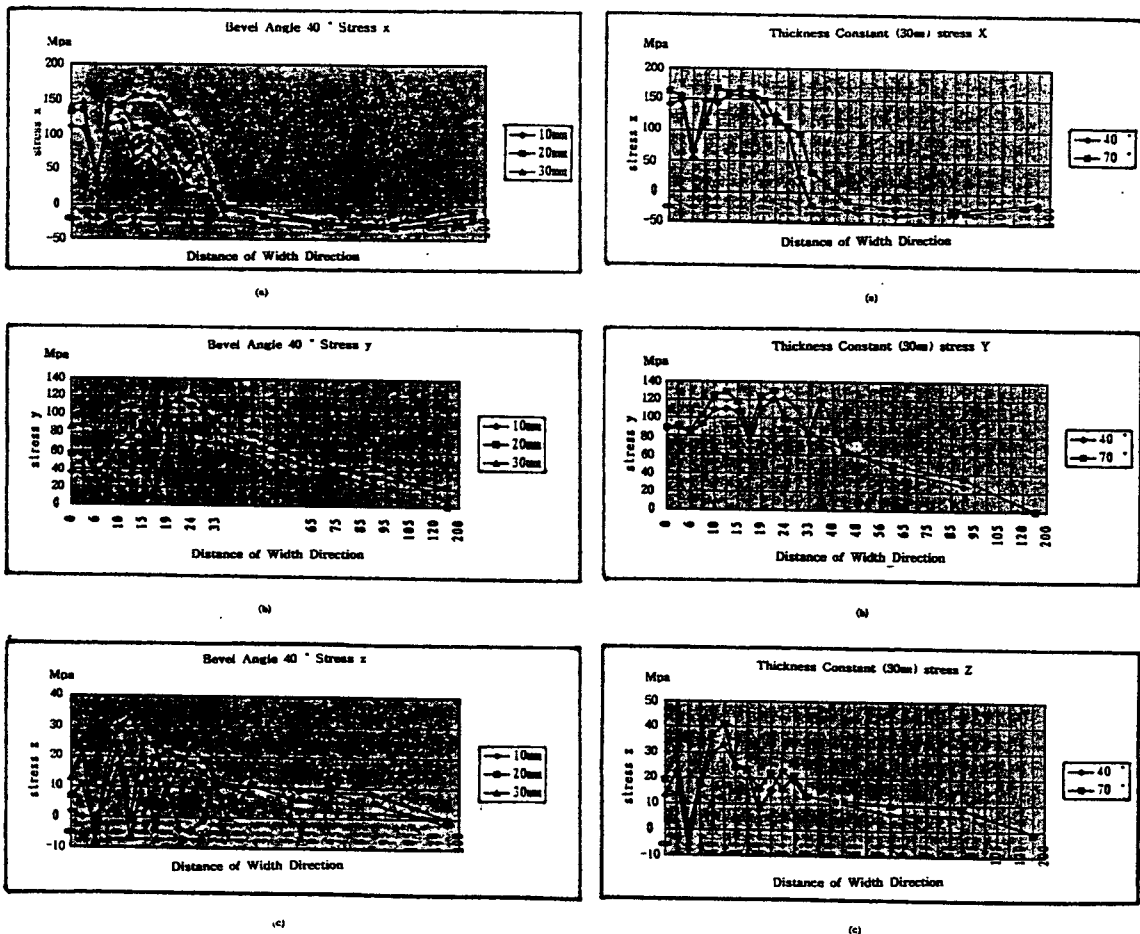 Bevel Angle 40 ° Stress x
Mpa
200
150
100
50
0
-50
stress x
Distance of Width Direction
10mm
20mm
30mm
(a)
Thickness Constant (30mm) stress X
Mpa
200
150
100
50
0
-50
stress x
Distance of Width Direction
40 °
70 °
(a)
Bevel Angle 40 ° Stress y
Mpa
140
120
100
80
60
40
20
0
stress y
0 6 10 15 19 24 33 65 75 85 95 105 200
Distance of Width Direction
10mm
20mm
30mm
(b)
Thickness Constant (30mm) stress Y
Mpa
140
120
100
80
60
40
20
0
stress y
0 6 10 15 19 24 33 40 48 56 65 75 85 95 105 200
Distance of Width Direction
40 °
70 °
(b)
Bevel Angle 40 ° Stress z
Mpa
40
30
20
10
0
-10
stress z
Distance of Width Direction
10mm
20mm
30mm
(c)
Thickness Constant (30mm) stress Z
Mpa
50
40
30
20
10
0
-10
stress z
200
Distance of Width Direction
40 °
70 °
(c)